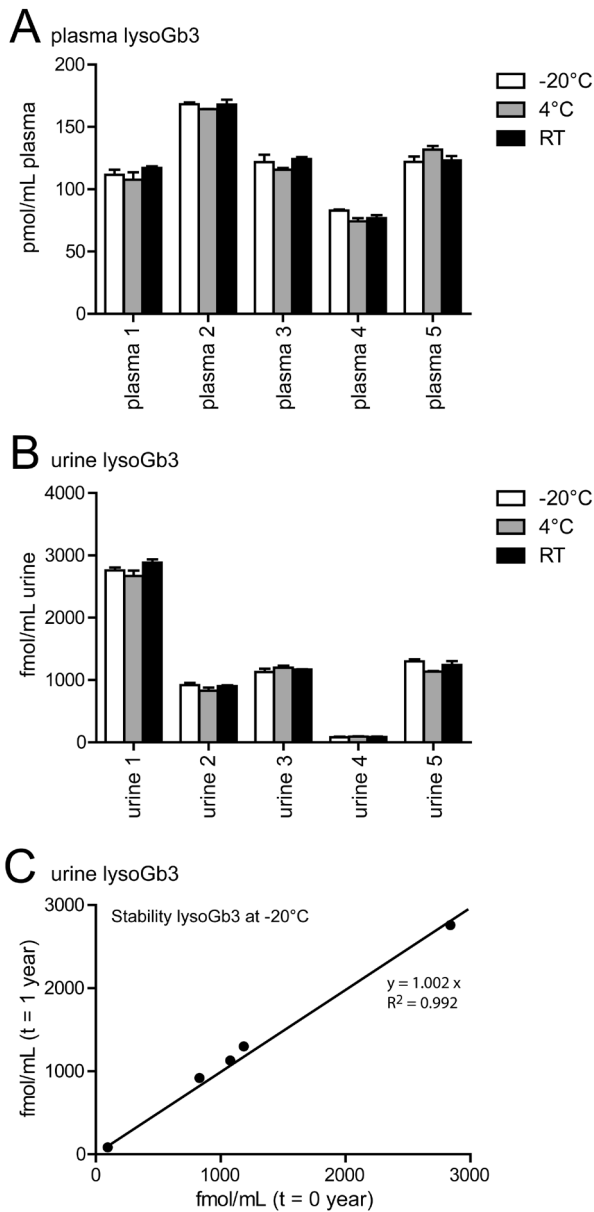 A plasma lysoGb3
200
150
100
50
0
pmol/mL plasma
plasma 1
plasma 2
plasma 3
plasma 4
plasma 5
-20°C
4°C
RT
B urine lysoGb3
4000
3000
2000
1000
0
fmol/mL urine
urine 1
urine 2
urine 3
urine 4
urine 5
-20°C
4°C
RT
C urine lysoGb3
Stability lysoGb3 at -20°C
3000
2000
1000
0
fmol/mL (t = 1 year)
y = 1.002 x
R² = 0.992
0 1000 2000 3000
fmol/mL (t = 0 year)